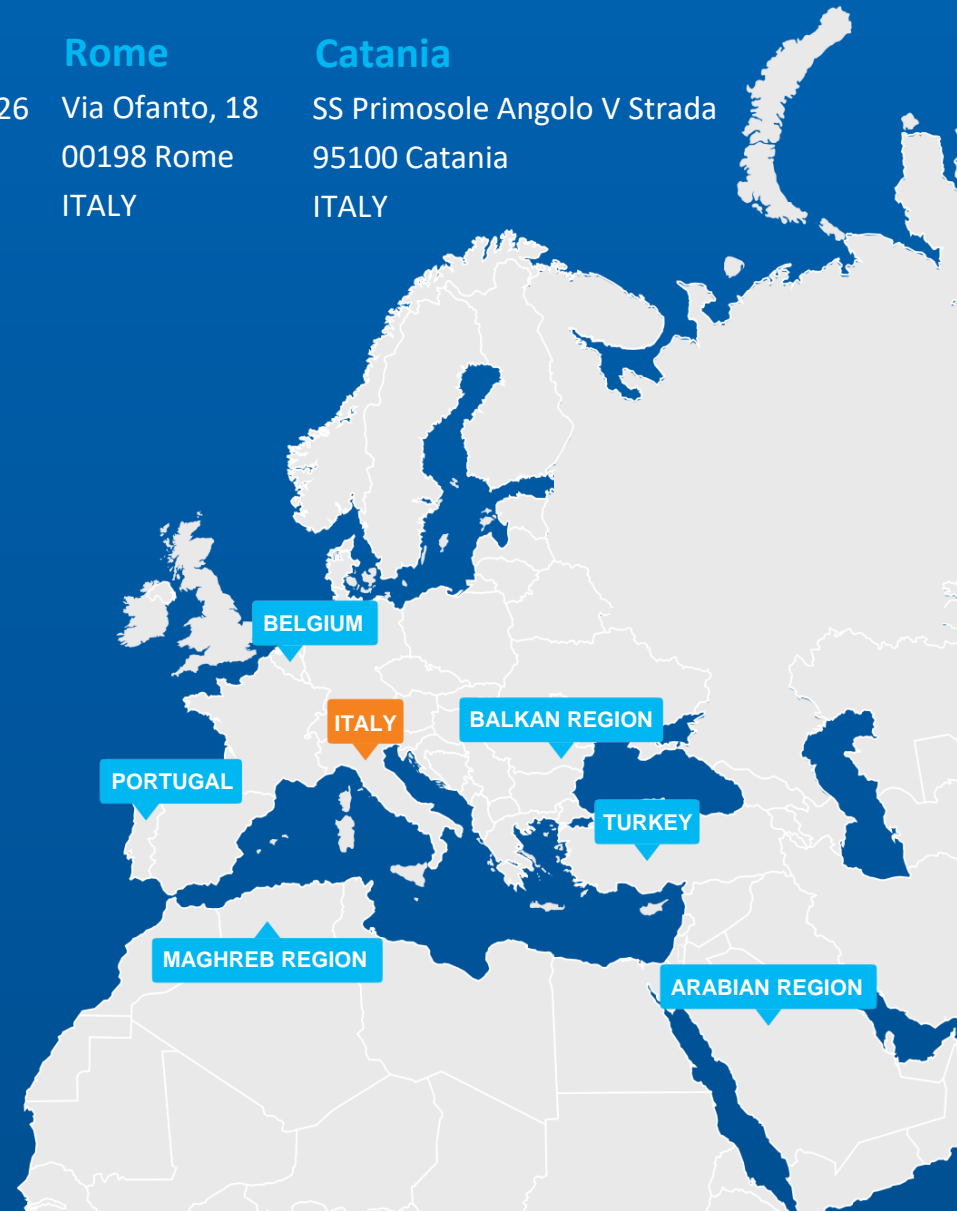 Rome
Via Ofanto, 18
00198 Rome
ITALY
Catania
SS Primosole Angolo V Strada
95100 Catania
ITALY
26
BELGIUM
ITALY
BALKAN REGION
PORTUGAL
TURKEY
MAGHREB REGION
ARABIAN REGION